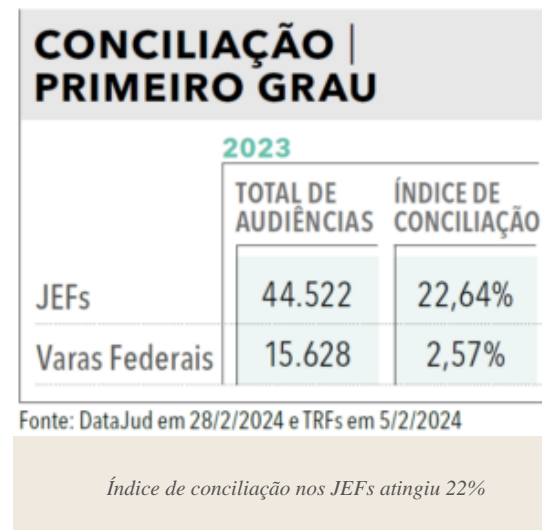 CONCILIAÇÃO |
PRIMEIRO GRAU
2023
TOTAL DE AUDIÊNCIAS ÍNDICE DE CONCILIAÇÃO
JEFs 44.522 22,64%
Varas Federais 15.628 2,57%
Fonte: DataJud em 28/2/2024 e TRFs em 5/2/2024
Índice de conciliação nos JEFs atingiu 22%